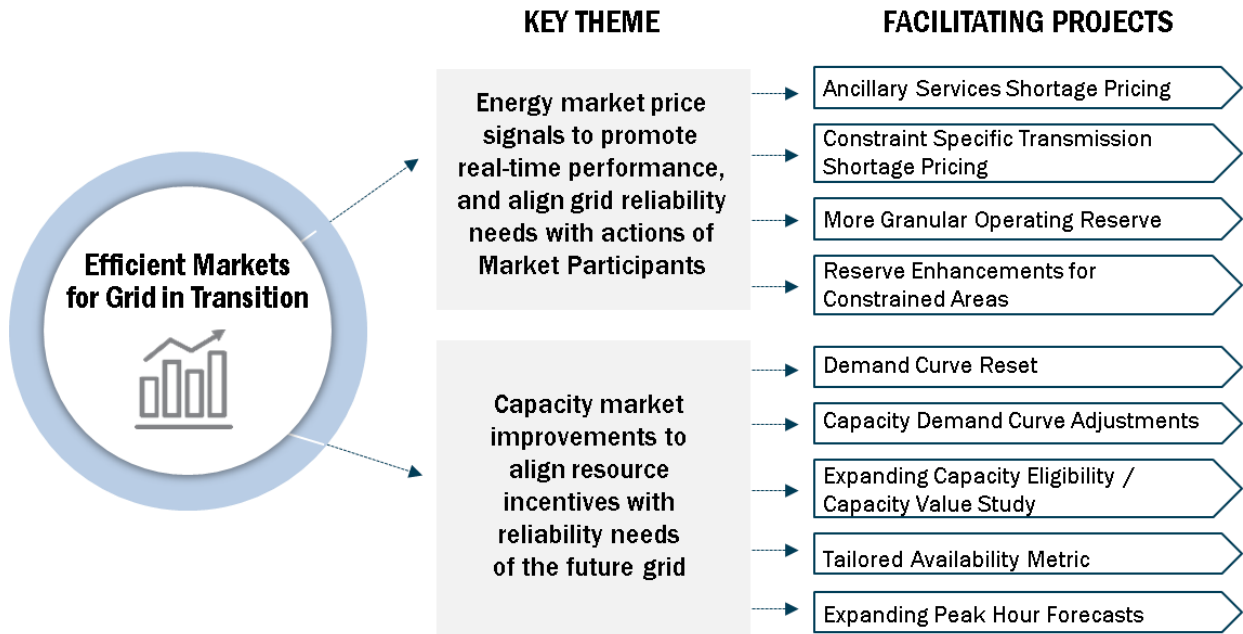 KEY THEME
FACILITATING PROJECTS
Efficient Markets
for Grid in Transition
Energy market price
signals to promote
real-time performance,
and align grid reliability
needs with actions of
Market Participants
Ancillary Services Shortage Pricing
Constraint Specific Transmission
Shortage Pricing
More Granular Operating Reserve
Reserve Enhancements for
Constrained Areas
Capacity market
improvements to
align resource
incentives with
reliability needs
of the future grid
Demand Curve Reset
Capacity Demand Curve Adjustments
Expanding Capacity Eligibility /
Capacity Value Study
Tailored Availability Metric
Expanding Peak Hour Forecasts